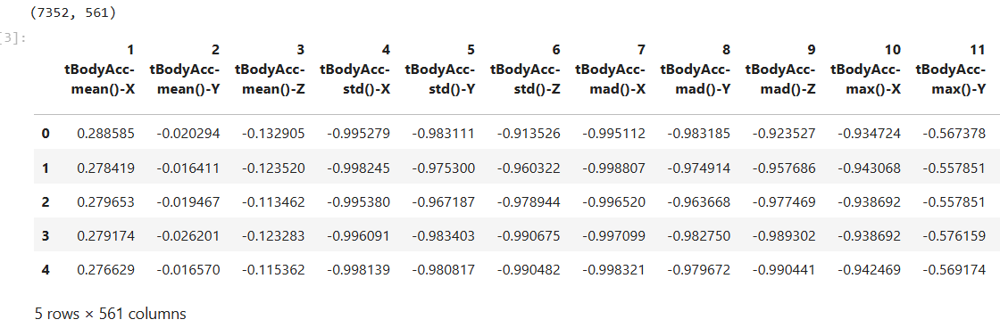 (7352, 561)
[3]:
1 2 3 4 5 6 7 8 9 10 11
tBodyAcc- tBodyAcc- tBodyAcc- tBodyAcc- tBodyAcc- tBodyAcc- tBodyAcc- tBodyAcc- tBodyAcc- tBodyAcc- tBodyAcc-
mean()-X mean()-Y mean()-Z std()-X std()-Y std()-Z mad()-X mad()-Y mad()-Z max()-X max()-Y
0 0.288585 -0.020294 -0.132905 -0.995279 -0.983111 -0.913526 -0.995112 -0.983185 -0.923527 -0.934724 -0.567378
1 0.278419 -0.016411 -0.123520 -0.998245 -0.975300 -0.960322 -0.998807 -0.974914 -0.957686 -0.943068 -0.557851
2 0.279653 -0.019467 -0.113462 -0.995380 -0.967187 -0.978944 -0.996520 -0.963668 -0.977469 -0.938692 -0.557851
3 0.279174 -0.026201 -0.123283 -0.996091 -0.983403 -0.990675 -0.997099 -0.982750 -0.989302 -0.938692 -0.576159
4 0.276629 -0.016570 -0.115362 -0.998139 -0.980817 -0.990482 -0.998321 -0.979672 -0.990441 -0.942469 -0.569174
5 rows × 561 columns